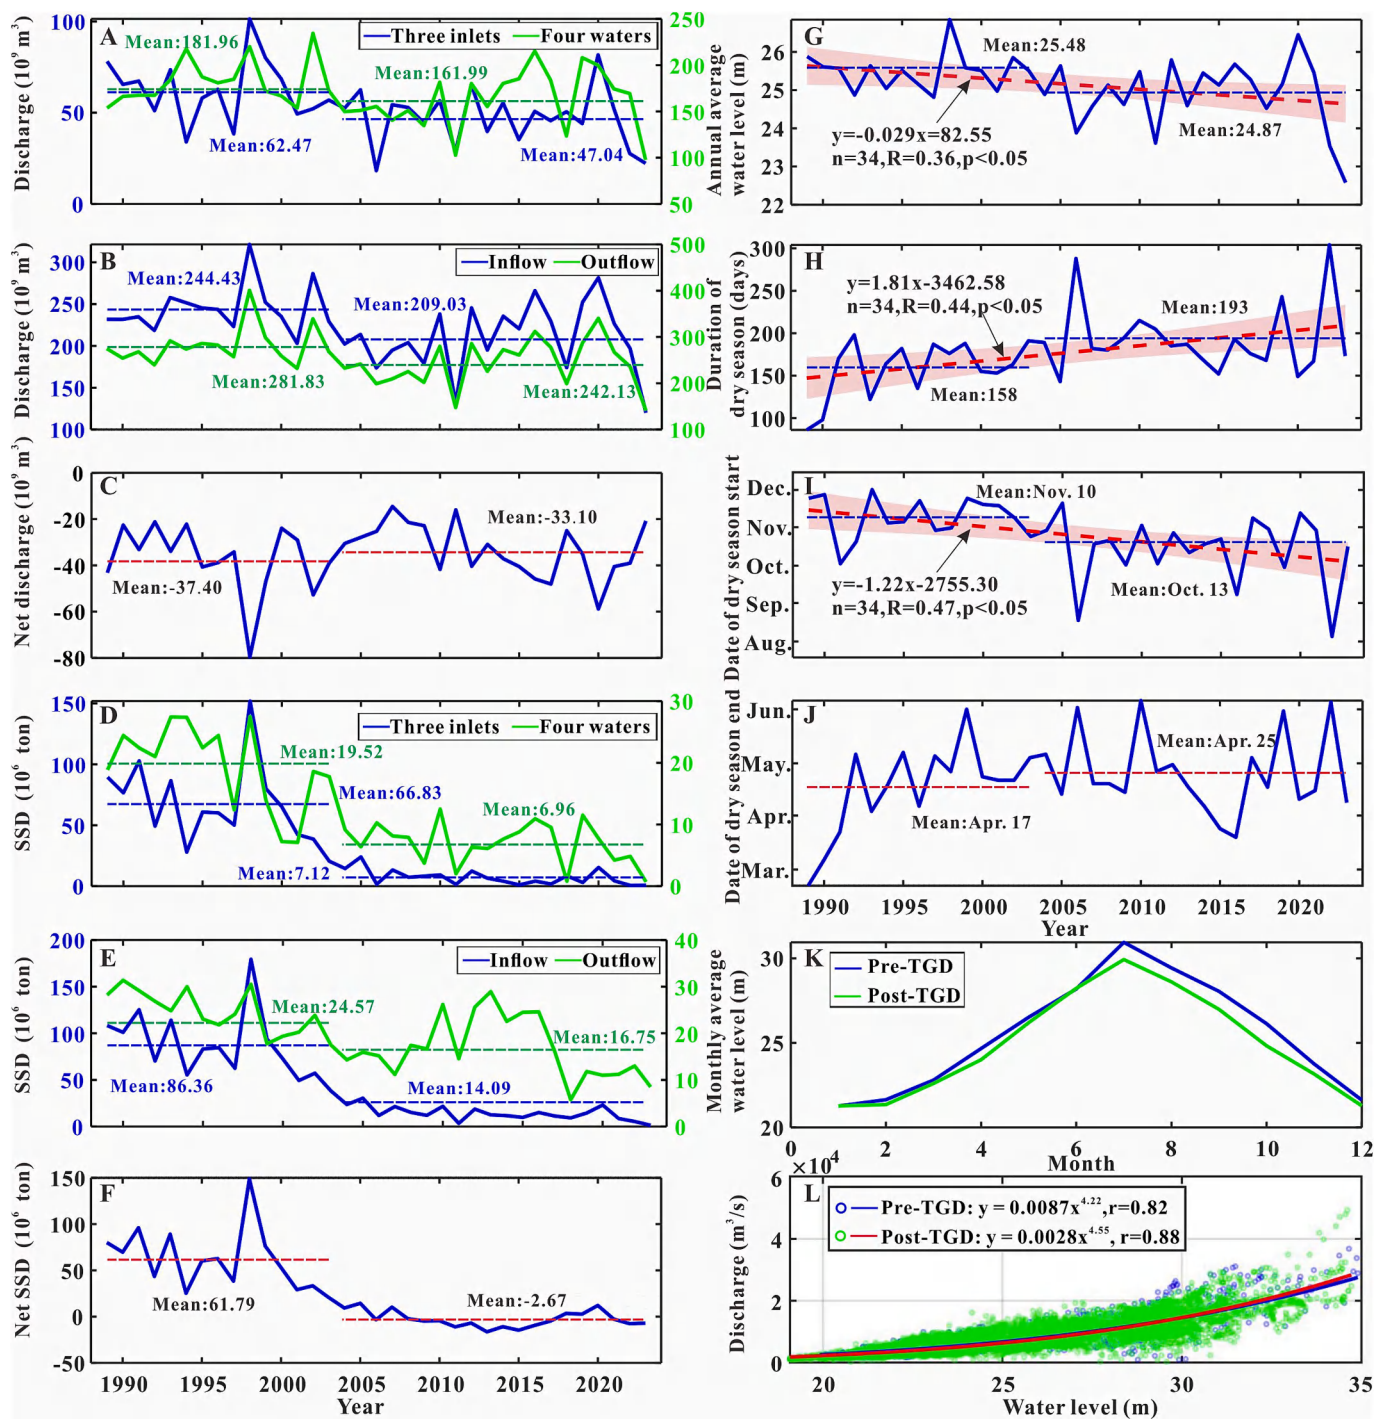 A
Three inlets
Four waters
Mean:181.96
Mean:161.99
Mean:62.47
Mean:47.04
Discharge (10⁹ m³)
100
50
0
250
200
150
100
50
B
Inflow
Outflow
Mean:244.43
Mean:209.03
Mean:281.83
Mean:242.13
Discharge (10⁹ m³)
300
250
200
150
100
500
400
300
200
100
C
Mean:-33.10
Mean:-37.40
Net discharge (10⁹ m³)
0
-20
-40
-60
-80
D
Three inlets
Four waters
Mean:19.52
Mean:66.83
Mean:6.96
Mean:7.12
SSD (10⁶ ton)
150
100
50
0
30
20
10
0
E
Inflow
Outflow
Mean:24.57
Mean:16.75
Mean:86.36
Mean:14.09
SSD (10⁶ ton)
200
150
100
50
0
40
30
20
10
0
F
Mean:61.79
Mean:-2.67
Net SSD (10⁶ ton)
150
100
50
0
-50
1990 1995 2000 2005 2010 2015 2020
Year
G
Mean:25.48
y=-0.029x=82.55
n=34,R=0.36,p<0.05
Mean:24.87
Annual average
water level (m)
26
25
24
23
22
H
y=1.81x-3462.58
n=34,R=0.44,p<0.05
Mean:193
Mean:158
Duration of
dry season (days)
300
250
200
150
100
I
Mean:Nov. 10
y=-1.22x-2755.30
n=34,R=0.47,p<0.05
Mean:Oct. 13
Date of dry season start
Dec.
Nov.
Oct.
Sep.
Aug.
J
Mean:Apr. 25
Mean:Apr. 17
Date of dry season end
Jun.
May.
Apr.
Mar.
1990 1995 2000 2005 2010 2015 2020
Year
K
Pre-TGD
Post-TGD
Monthly average
water level (m)
30
25
20
0 2 4 6 8 10 12
Month
L
×10⁴
Pre-TGD: y = 0.0087x⁴·²²,r=0.82
Post-TGD: y = 0.0028x⁴·⁵⁵, r=0.88
Discharge (m³/s)
6
4
2
0
20 25 30 35
Water level (m)